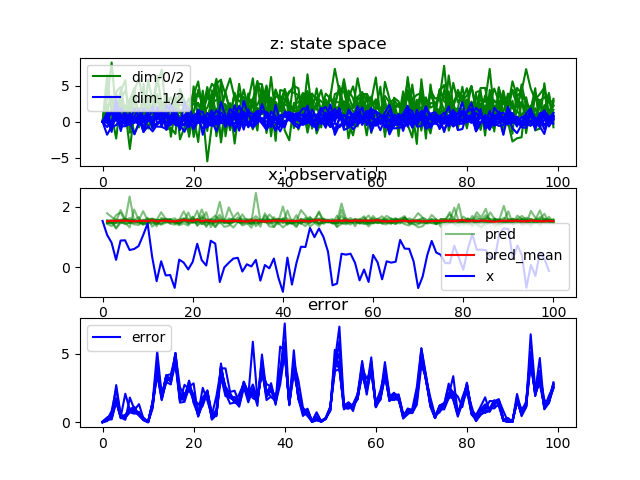 z: state space
dim-0/2
dim-1/2
5
0
−5
0
20
40
60
80
100
x: observation
pred
pred_mean
x
2
0
0
20
40
60
80
100
error
error
5
0
0
20
40
60
80
100